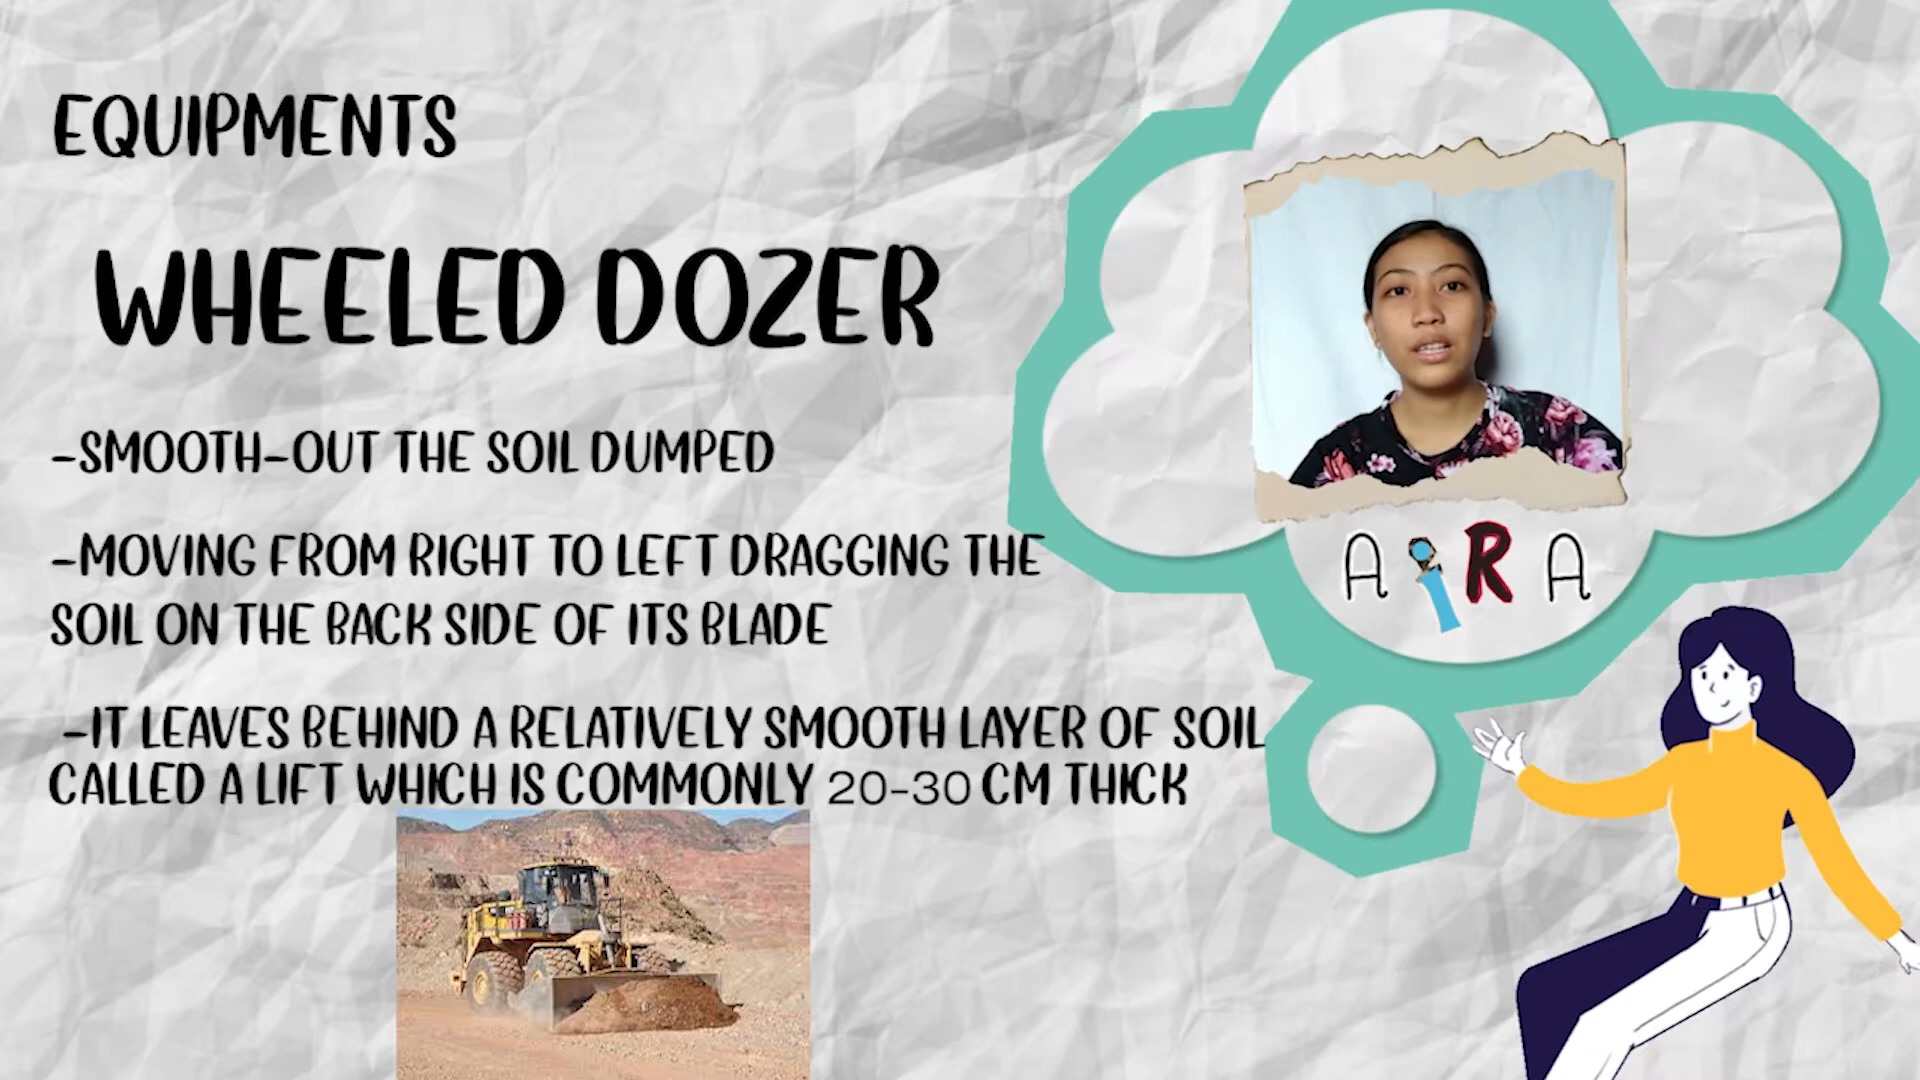 EQUIPMENTS
WHEELED DOZER
-SMOOTH-OUT THE SOIL DUMPED
-MOVING FROM RIGHT TO LEFT DRAGGING THE
SOIL ON THE BACK SIDE OF ITS BLADE
-IT LEAVES BEHIND A RELATIVELY SMOOTH LAYER OF SOIL
CALLED A LIFT WHICH IS COMMONLY 20-30 CM THICK
AiRA